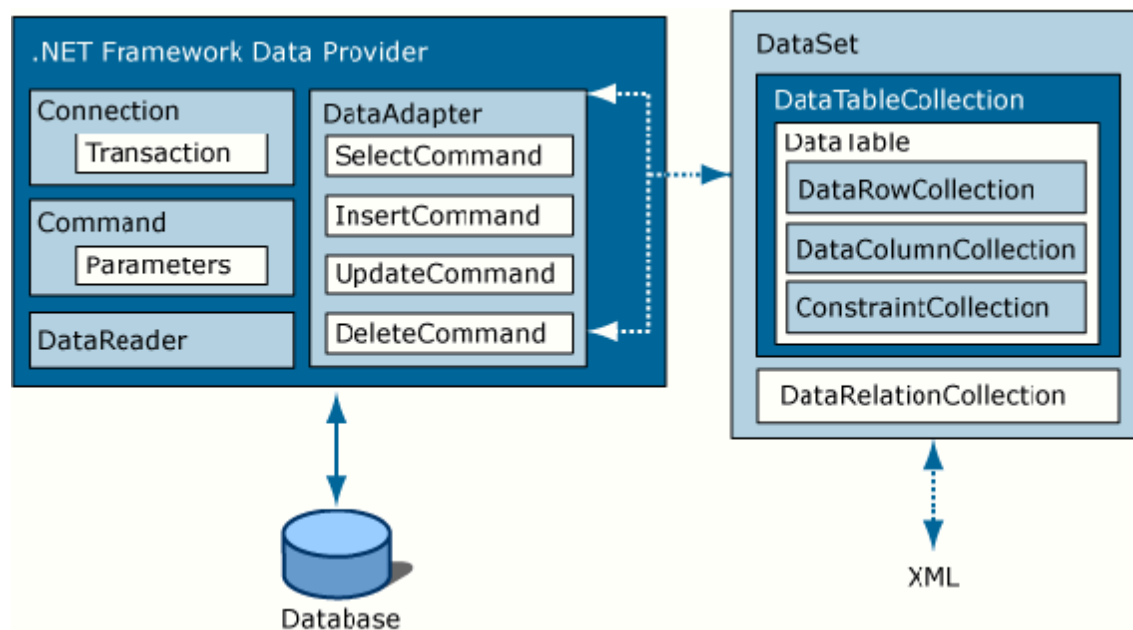 .NET Framework Data Provider
Connection
Transaction
Command
Parameters
DataReader
DataAdapter
SelectCommand
InsertCommand
UpdateCommand
DeleteCommand
Database
DataSet
DataTableCollection
DataTable
DataRowCollection
DataColumnCollection
ConstraintCollection
DataRelationCollection
XML